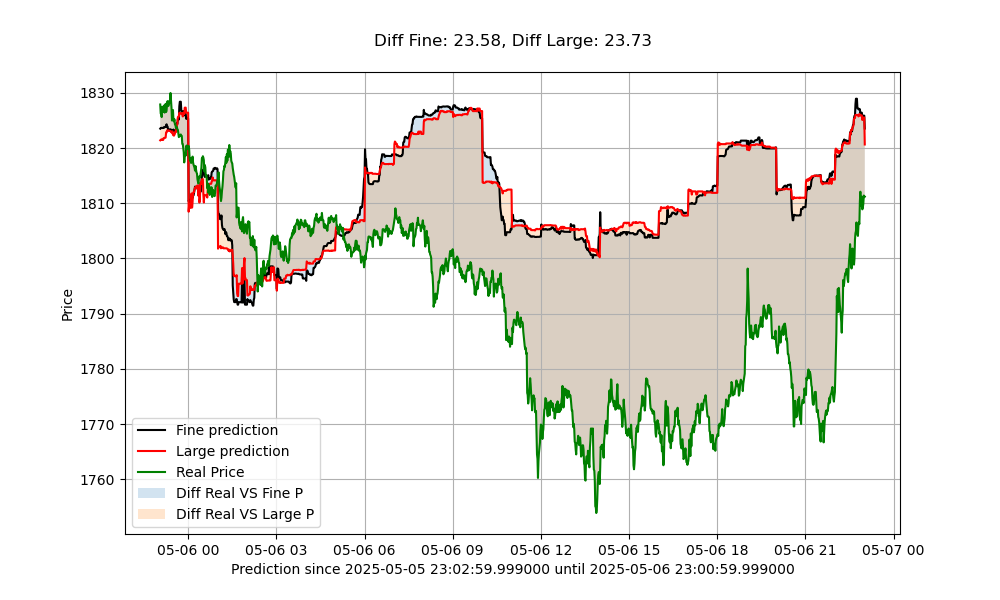 Diff Fine: 23.58, Diff Large: 23.73
1830
1820
1810
1800
1790
1780
1770
1760
Price
Fine prediction
Large prediction
Real Price
Diff Real VS Fine P
Diff Real VS Large P
05-06 00
05-06 03
05-06 06
05-06 09
05-06 12
05-06 15
05-06 18
05-06 21
05-07 00
Prediction since 2025-05-05 23:02:59.999000 until 2025-05-06 23:00:59.999000